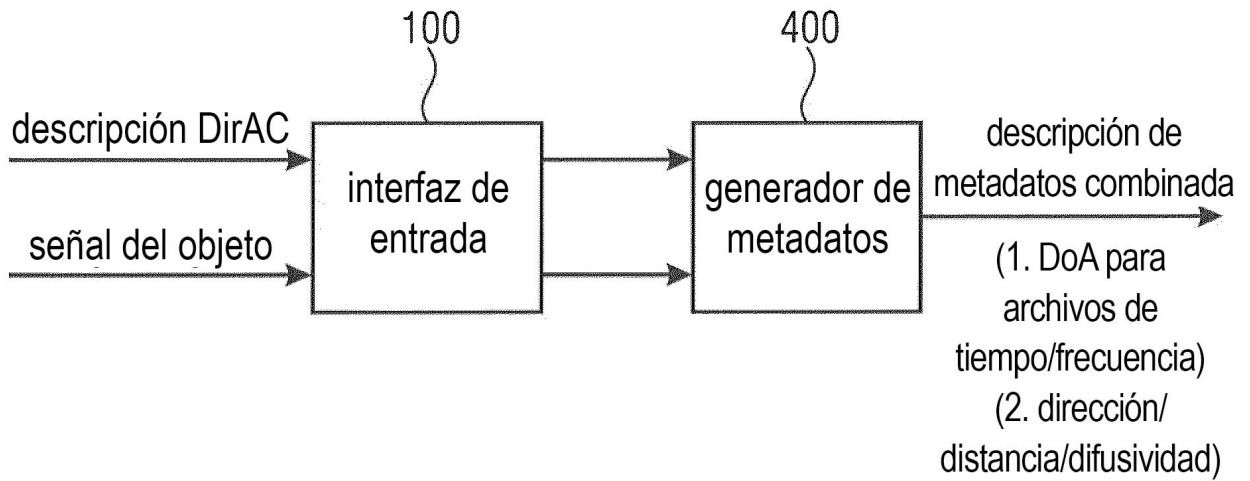 100
400
descripción DirAC
señal del objeto
interfaz de
entrada
generador de
metadatos
descripción de
metadatos combinada
(1. DoA para
archivos de
tiempo/frecuencia)
(2. dirección/
distancia/difusividad)